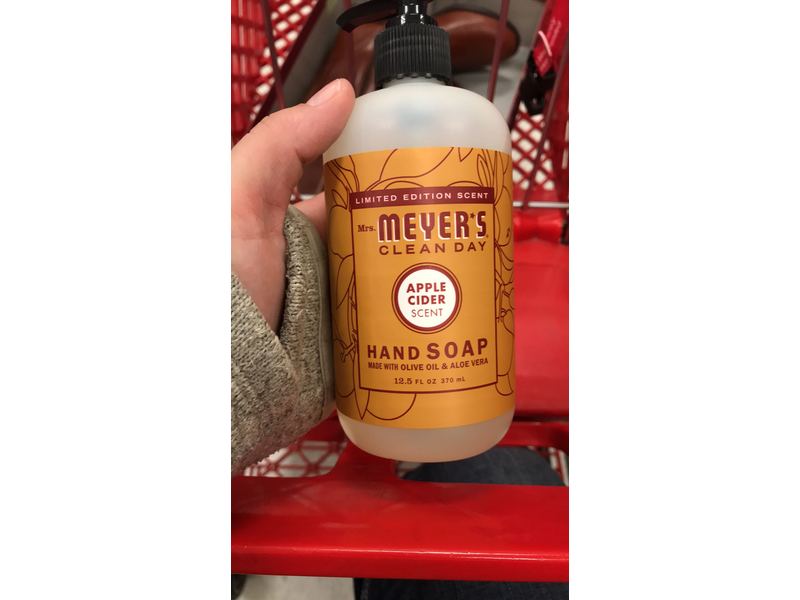 LIMITED EDITION SCENT
Mrs. MEYER'S
CLEAN DAY
APPLE
CIDER
SCENT
HAND SOAP
MADE WITH OLIVE OIL & ALOE VERA
12.5 FL OZ 370 mL